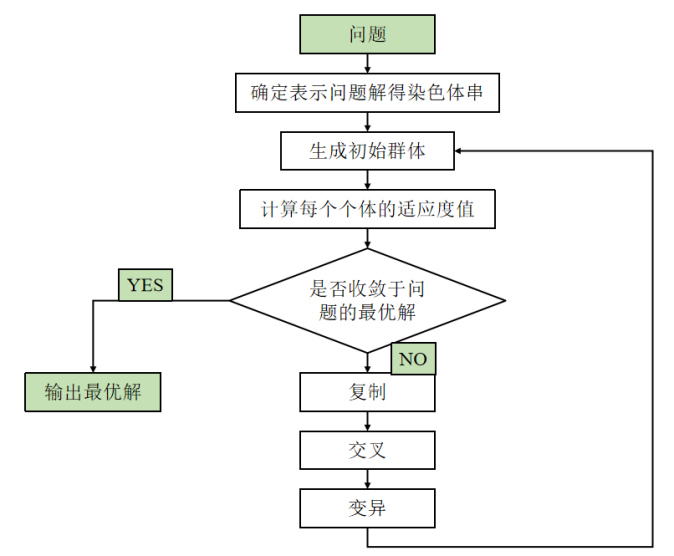 问题
确定表示问题解得染色体串
生成初始群体
计算每个个体的适应度值
YES
是否收敛于问
题的最优解
NO
输出最优解
复制
交叉
变异